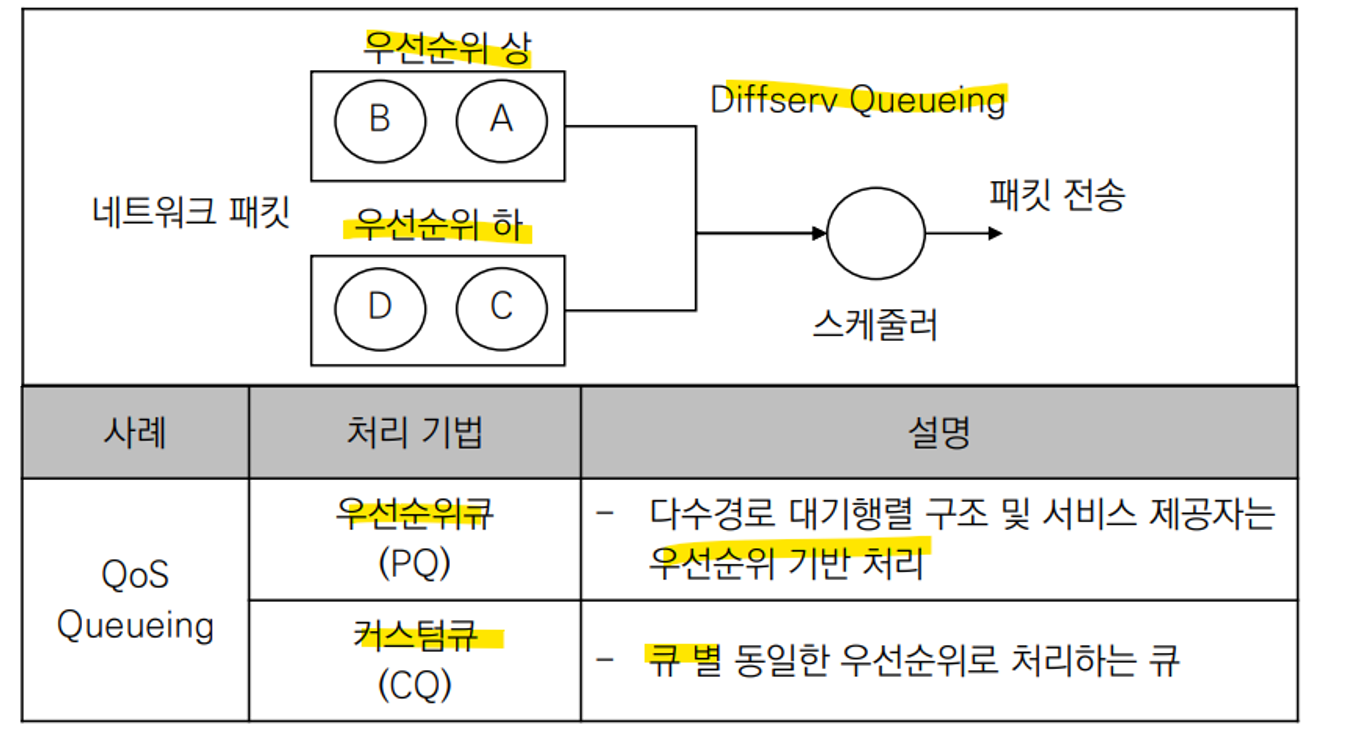 우선순위 상
B A
Diffserv Queueing
네트워크 패킷
우선순위 하
패킷 전송
D C
스케줄러
사례 처리 기법 설명
QoS
Queueing
우선순위큐
(PQ)
- 다수경로 대기행렬 구조 및 서비스 제공자는
우선순위 기반 처리
커스텀큐
(CQ)
- 큐 별 동일한 우선순위로 처리하는 큐